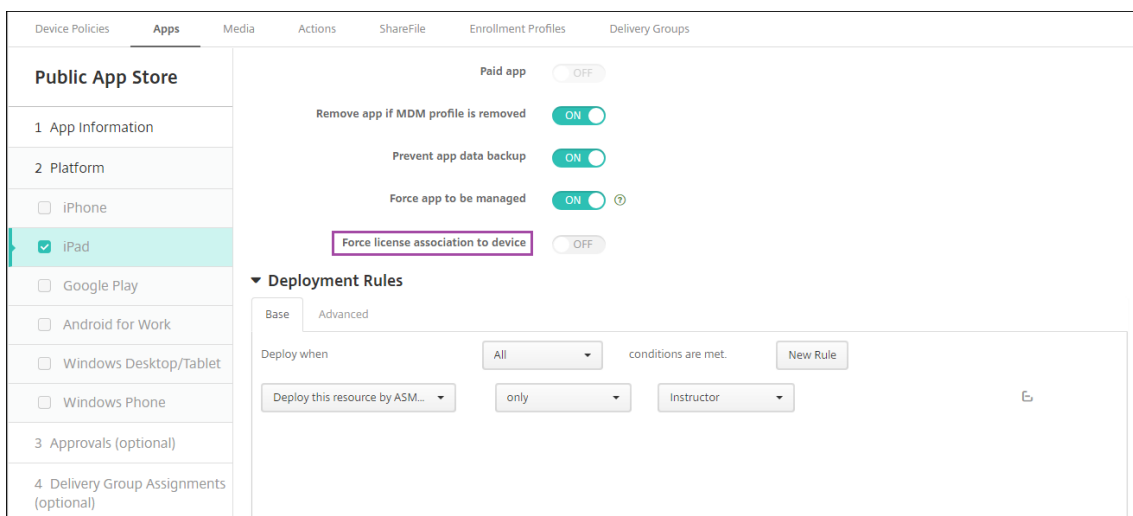 Device Policies Apps Media Actions ShareFile Enrollment Profiles Delivery Groups
Public App Store
1 App Information
2 Platform
iPhone
iPad
Google Play
Android for Work
Windows Desktop/Tablet
Windows Phone
3 Approvals (optional)
4 Delivery Group Assignments
(optional)
Paid app OFF
Remove app if MDM profile is removed ON
Prevent app data backup ON
Force app to be managed ON ?
Force license association to device OFF
Deployment Rules
Base Advanced
Deploy when All conditions are met. New Rule
Deploy this resource by ASM... only Instructor